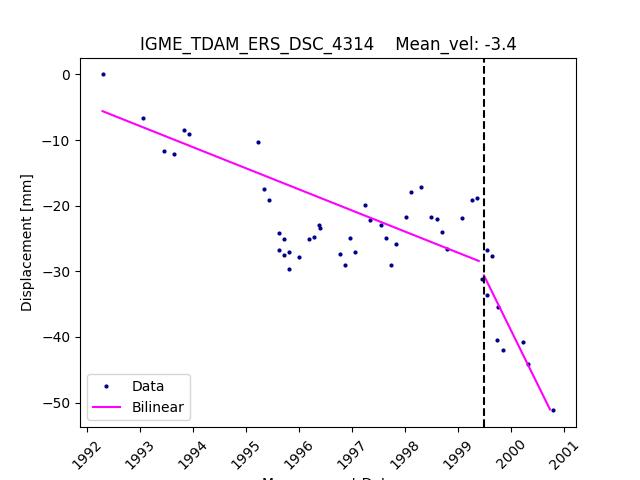 IGME_TDAM_ERS_DSC_4314    Mean_vel: -3.4
Displacement [mm]
0
−10
−20
−30
−40
−50
Data
Bilinear
1992 1993 1994 1995 1996 1997 1998 1999 2000 2001